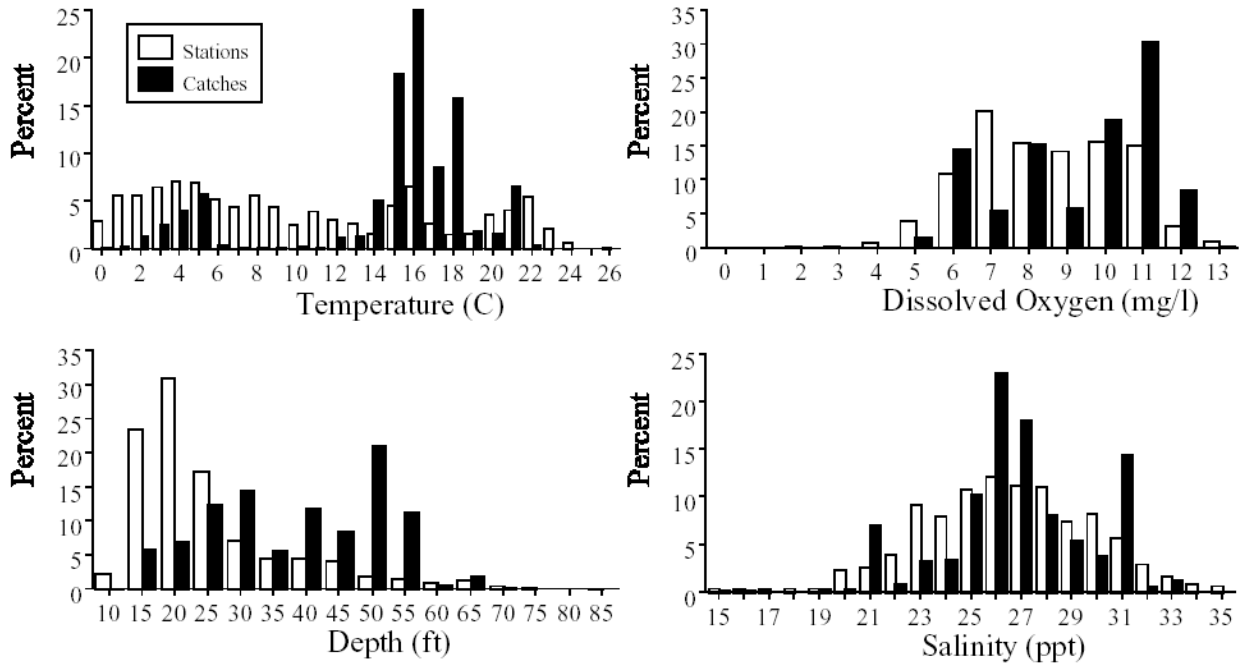 25
20
15
10
5
0
Percent
Stations
Catches
0 2 4 6 8 10 12 14 16 18 20 22 24 26
Temperature (C)
35
30
25
20
15
10
5
0
Percent
0 1 2 3 4 5 6 7 8 9 10 11 12 13
Dissolved Oxygen (mg/l)
35
30
25
20
15
10
5
0
Percent
10 15 20 25 30 35 40 45 50 55 60 65 70 75 80 85
Depth (ft)
25
20
15
10
5
0
Percent
15 17 19 21 23 25 27 29 31 33 35
Salinity (ppt)